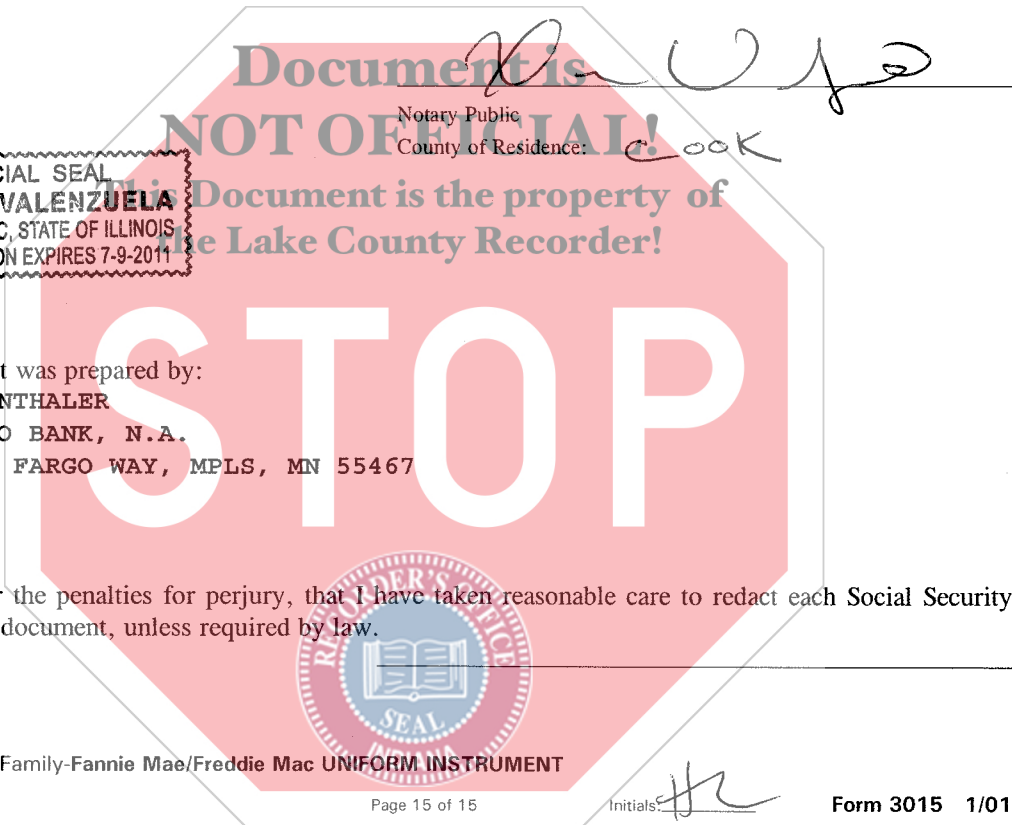 Document is
NOT OFFICIAL!
This Document is the property of
the Lake County Recorder!
STOP
Notary Public
County of Residence: COOK
CIAL SEAL
VALENZUELA
C, STATE OF ILLINOIS
ON EXPIRES 7-9-2011
t was prepared by:
NTHALER
O BANK, N.A.
FARGO WAY, MPLS, MN 55467
the penalties for perjury, that I have taken reasonable care to redact each Social Security
document, unless required by law.
RECORDER'S OFFICE
SEAL
INDIANA
Family-Fannie Mae/Freddie Mac UNIFORM INSTRUMENT
Page 15 of 15
Initials:
Form 3015 1/01